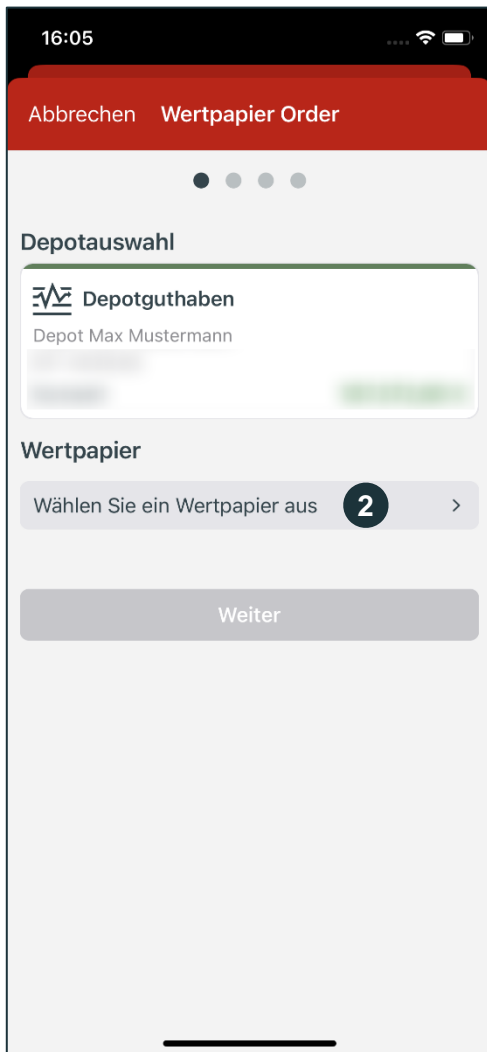 16:05
Abbrechen Wertpapier Order
Depotauswahl
Depotguthaben
Depot Max Mustermann
Wertpapier
Wählen Sie ein Wertpapier aus 2
Weiter